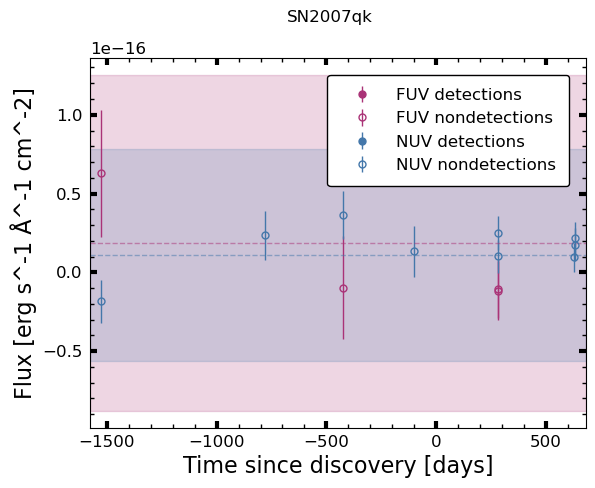 SN2007qk
1e−16
FUV detections
FUV nondetections
NUV detections
NUV nondetections
1.0
0.5
0.0
−0.5
Flux [erg s^-1 Å^-1 cm^-2]
−1500
−1000
−500
0
500
Time since discovery [days]